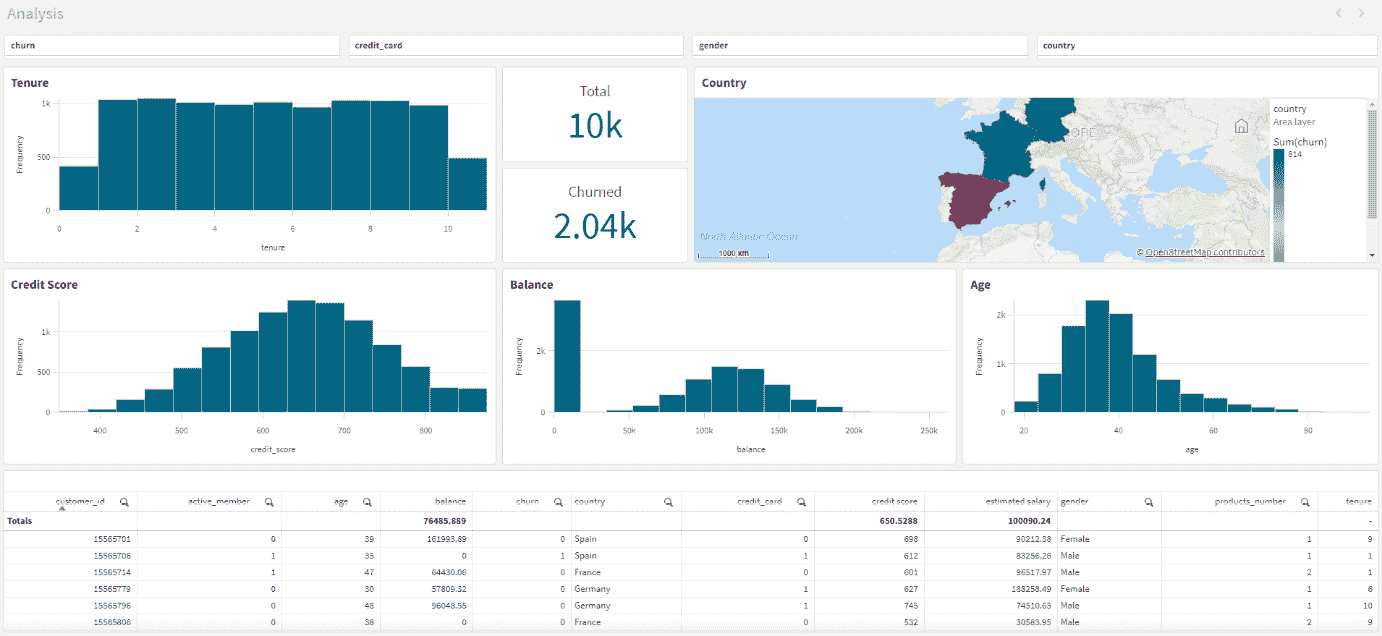 Analysis
churn credit_card gender country
Tenure
Frequency
1k
500
0
0 2 4 6 8 10
tenure
Total
10k
Churned
2.04k
Country
North Atlantic Ocean
1000 km
© OpenStreetMap contributors
country
Area layer
Sum(churn)
814
Credit Score
Frequency
1k
500
0
400 500 600 700 800
credit_score
Balance
Frequency
2k
0
0 50k 100k 150k 200k 250k
balance
Age
Frequency
2k
1k
0
20 40 60 80
age
customer_id active_member age balance churn country credit_card credit score estimated salary gender products_number tenure
Totals 76485.889 650.5288 100090.24 -
15565701 0 39 161993.89 0 Spain 0 698 90212.38 Female 1 9
15565706 1 35 0 1 Spain 1 612 83256.26 Male 1 1
15565714 1 47 64430.06 0 France 0 601 96517.97 Male 2 1
15565779 0 30 57809.32 0 Germany 1 627 188258.49 Female 1 6
15565796 0 48 96048.55 0 Germany 1 745 74510.65 Male 1 10
15565806 0 38 0 0 France 0 532 30583.95 Male 2 9